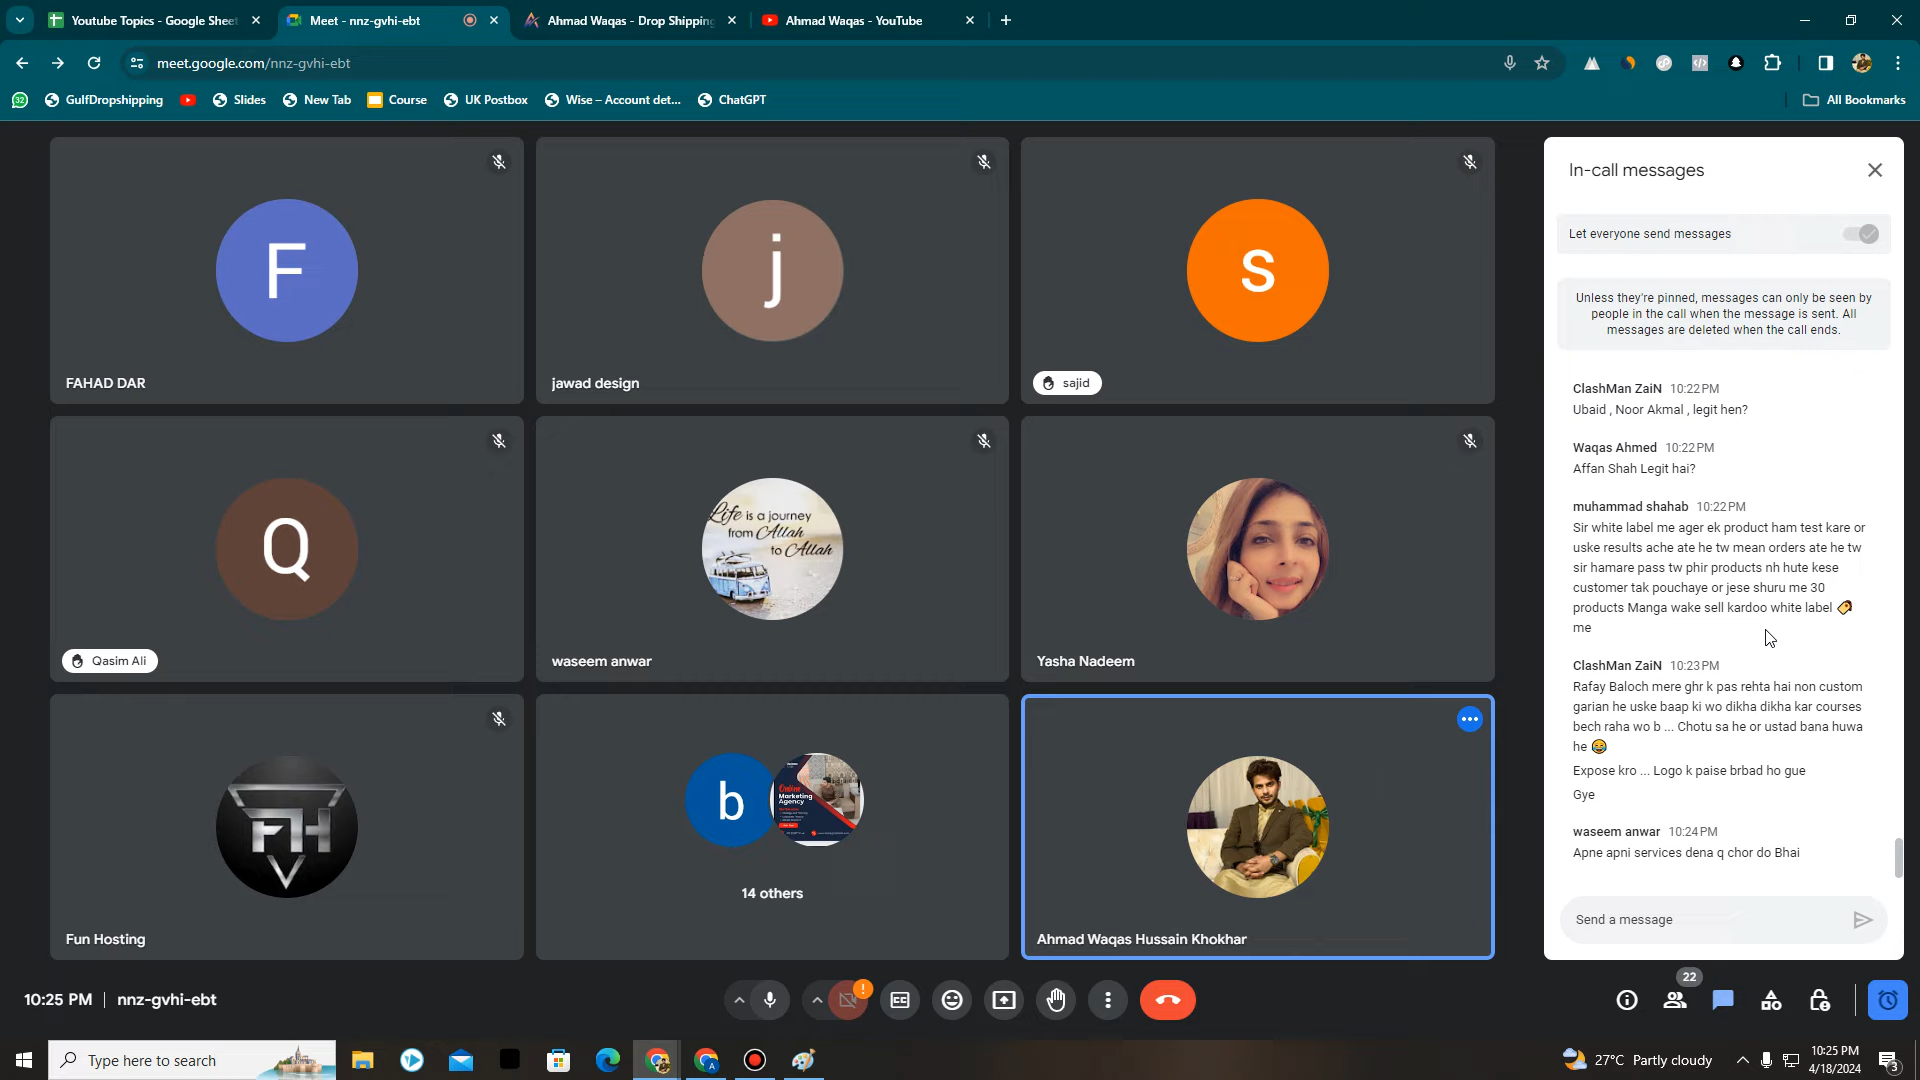 Youtube Topics - Google Sheet
Meet - nnz-gvhi-ebt
Ahmad Waqas - Drop Shipping
Ahmad Waqas - YouTube
meet.google.com/nnz-gvhi-ebt
32
GulfDropshipping
Slides
New Tab
Course
UK Postbox
Wise – Account det...
ChatGPT
All Bookmarks
F
FAHAD DAR
j
jawad design
s
sajid
Q
Qasim Ali
Life is a journey
from Allah
to Allah
waseem anwar
Yasha Nadeem
FH
Fun Hosting
b
Online
Marketing
Agency
14 others
Ahmad Waqas Hussain Khokhar
In-call messages
Let everyone send messages
Unless they're pinned, messages can only be seen by
people in the call when the message is sent. All
messages are deleted when the call ends.
ClashMan ZaiN 10:22 PM
Ubaid , Noor Akmal , legit hen?
Waqas Ahmed 10:22 PM
Affan Shah Legit hai?
muhammad shahab 10:22 PM
Sir white label me ager ek product ham test kare or
uske results ache ate he tw mean orders ate he tw
sir hamare pass tw phir products nh hute kese
customer tak pouchaye or jese shuru me 30
products Manga wake sell kardoo white label 🏷️
me
ClashMan ZaiN 10:23 PM
Rafay Baloch mere ghr k pas rehta hai non custom
garian he uske baap ki wo dikha dikha kar courses
bech raha wo b ... Chotu sa he or ustad bana huwa
he 😂
Expose kro ... Logo k paise brbad ho gue
Gye
waseem anwar 10:24 PM
Apne apni services dena q chor do Bhai
Send a message
10:25 PM | nnz-gvhi-ebt
22
Type here to search
27°C Partly cloudy
10:25 PM
4/18/2024
3